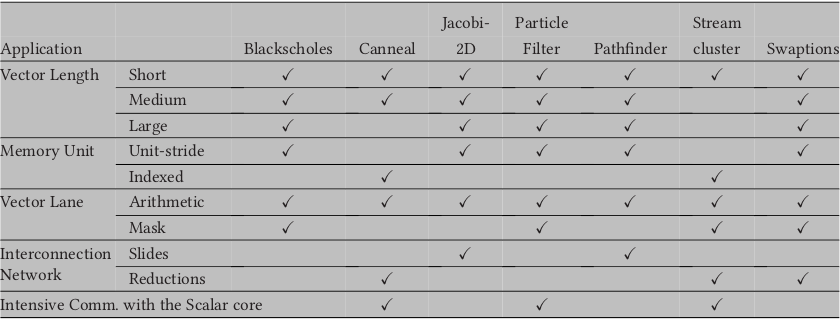 Jacobi- Particle Stream
Application Blackscholes Canneal 2D Filter Pathfinder cluster Swaptions
Vector Length Short ✓ ✓ ✓ ✓ ✓ ✓ ✓
Medium ✓ ✓ ✓ ✓ ✓ ✓
Large ✓ ✓ ✓ ✓ ✓
Memory Unit Unit-stride ✓ ✓ ✓ ✓ ✓
Indexed ✓ ✓
Vector Lane Arithmetic ✓ ✓ ✓ ✓ ✓ ✓ ✓
Mask ✓ ✓ ✓ ✓
Interconnection Slides ✓ ✓
Network Reductions ✓ ✓ ✓
Intensive Comm. with the Scalar core ✓ ✓ ✓